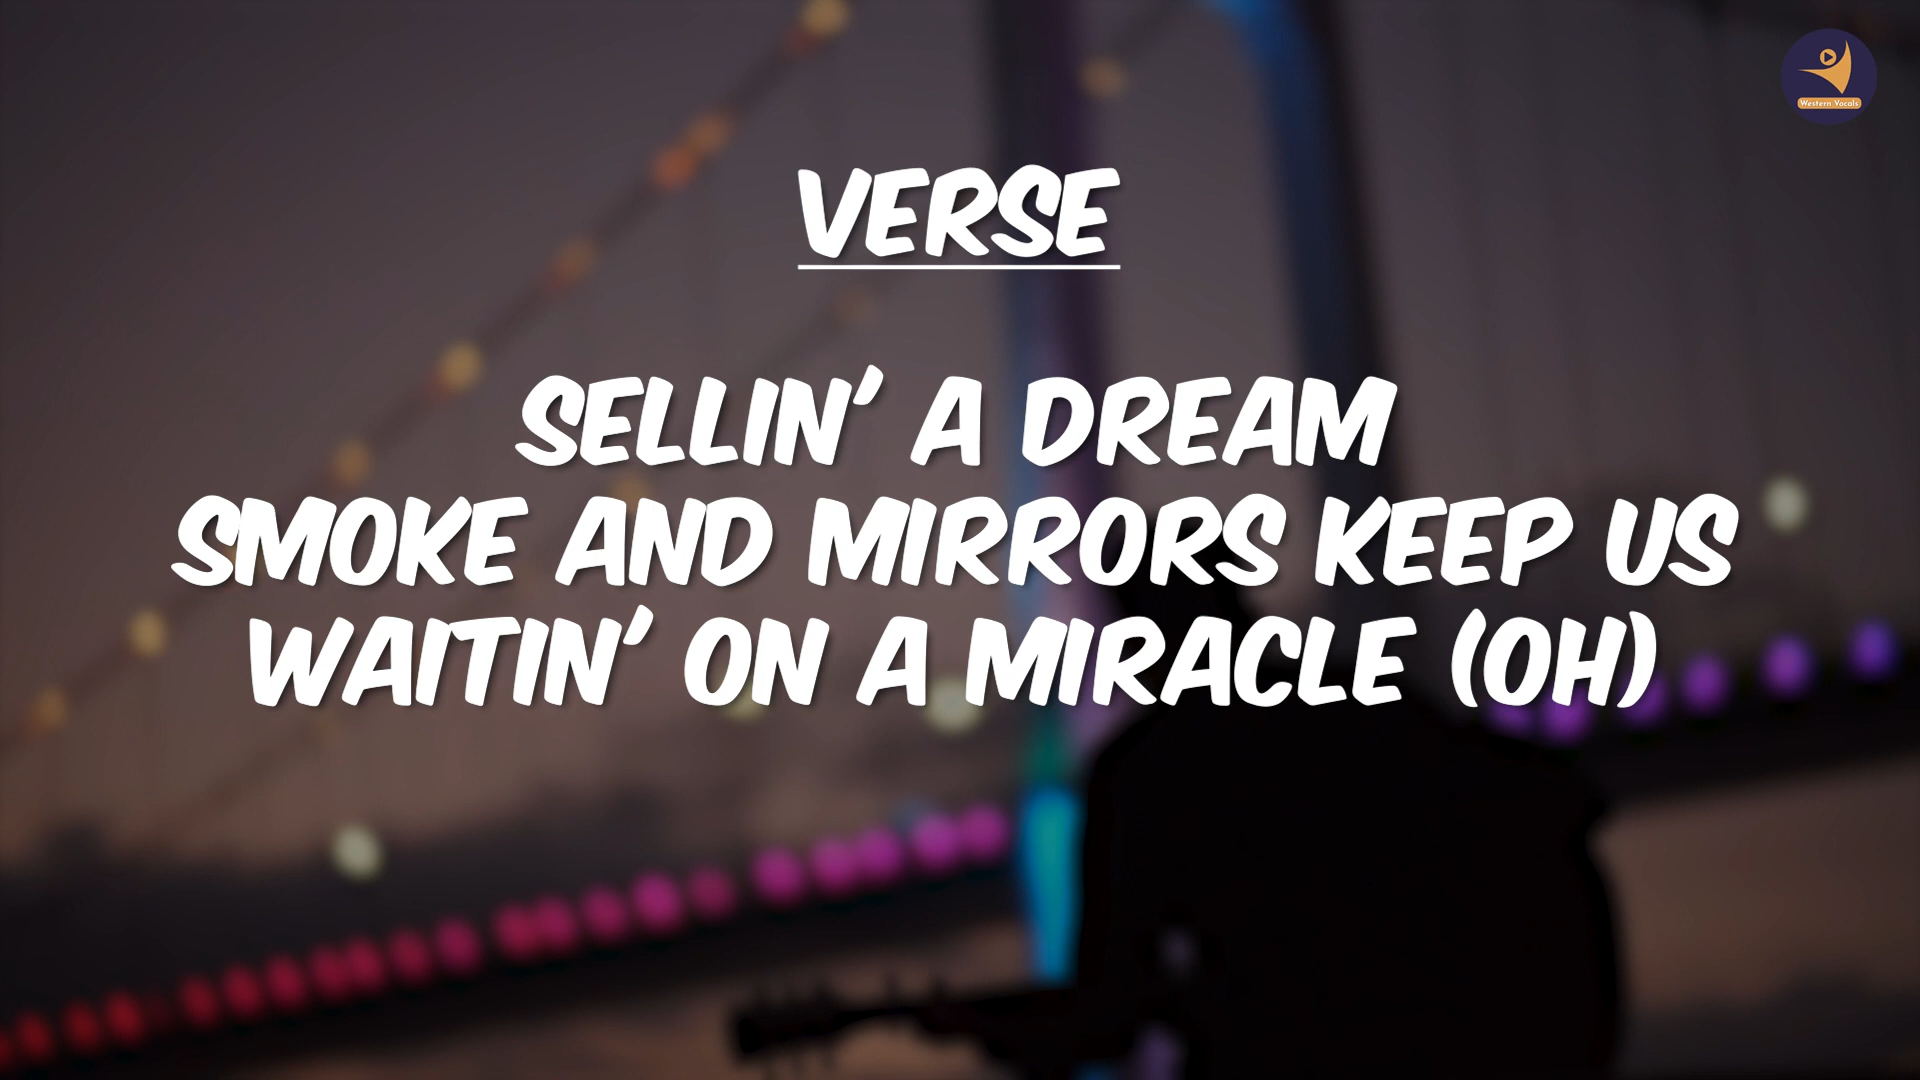 VERSE
SELLIN' A DREAM
SMOKE AND MIRRORS KEEP US
WAITIN' ON A MIRACLE (OH)
Western Vocals